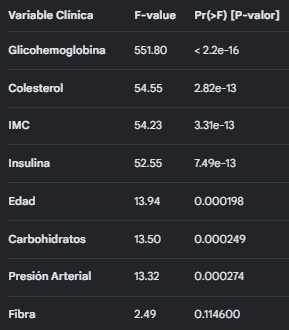 Variable Clínica F-value Pr(>F) [P-valor]
Glicohemoglobina 551.80 < 2.2e-16
Colesterol 54.55 2.82e-13
IMC 54.23 3.31e-13
Insulina 52.55 7.49e-13
Edad 13.94 0.000198
Carbohidratos 13.50 0.000249
Presión Arterial 13.32 0.000274
Fibra 2.49 0.114600